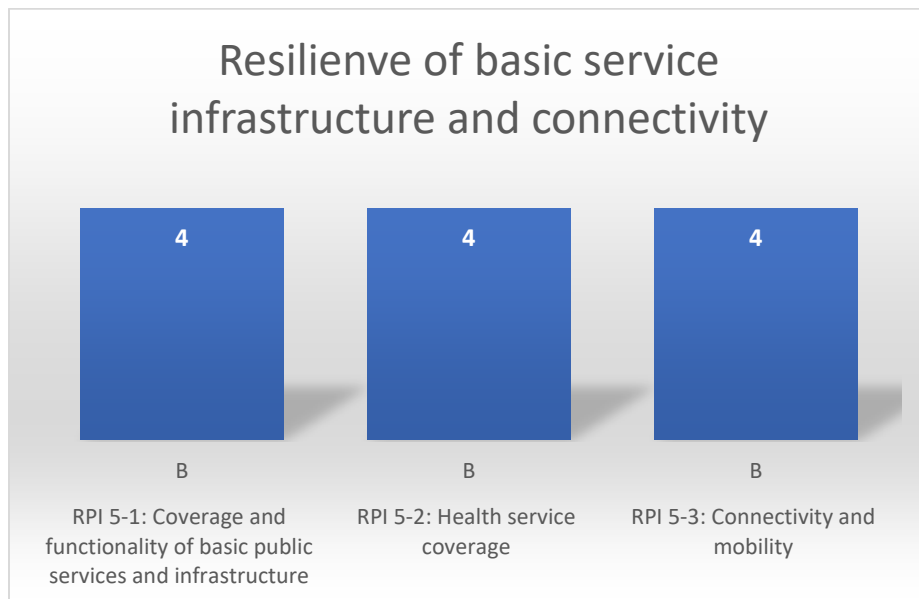 Resilienve of basic service
infrastructure and connectivity
4
4
4
B
B
B
RPI 5-1: Coverage and
functionality of basic public
services and infrastructure
RPI 5-2: Health service
coverage
RPI 5-3: Connectivity and
mobility